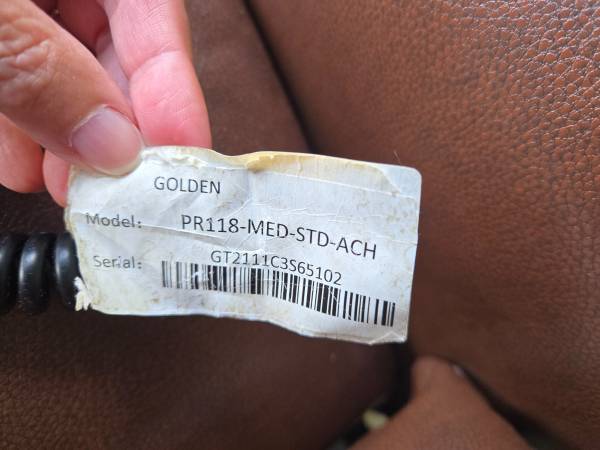 GOLDEN
Model: PR118-MED-STD-ACH
Serial: GT2111C3S65102